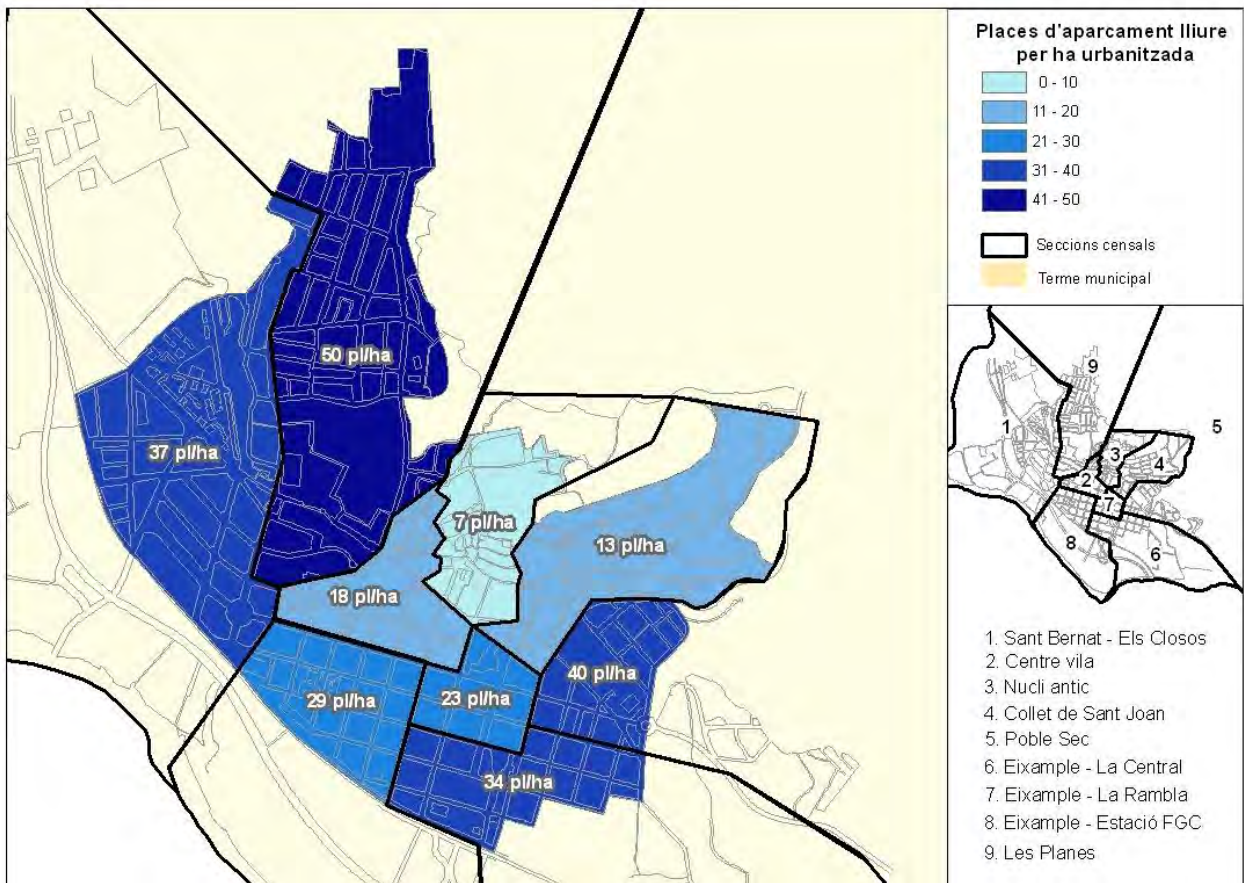 Places d'aparcament lliure
per ha urbanitzada
0 - 10
11 - 20
21 - 30
31 - 40
41 - 50
Seccions censals
Terme municipal
50 pl/ha
37 pl/ha
7 pl/ha
13 pl/ha
18 pl/ha
40 pl/ha
29 pl/ha
23 pl/ha
34 pl/ha
9
1
5
3
4
2
7
8
6
1. Sant Bernat - Els Closos
2. Centre vila
3. Nucli antic
4. Collet de Sant Joan
5. Poble Sec
6. Eixample - La Central
7. Eixample - La Rambla
8. Eixample - Estació FGC
9. Les Planes